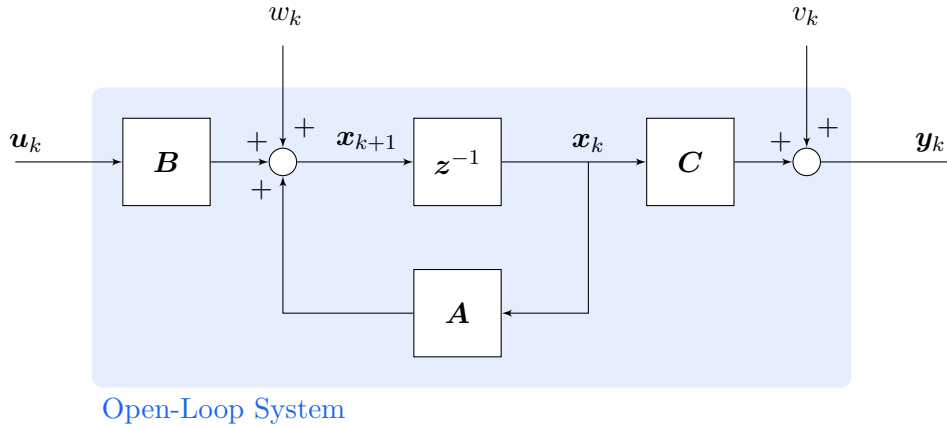 w_k v_k
u_k + + x_{k+1} x_k + + y_k
B z^{-1} C
+
A
Open-Loop System